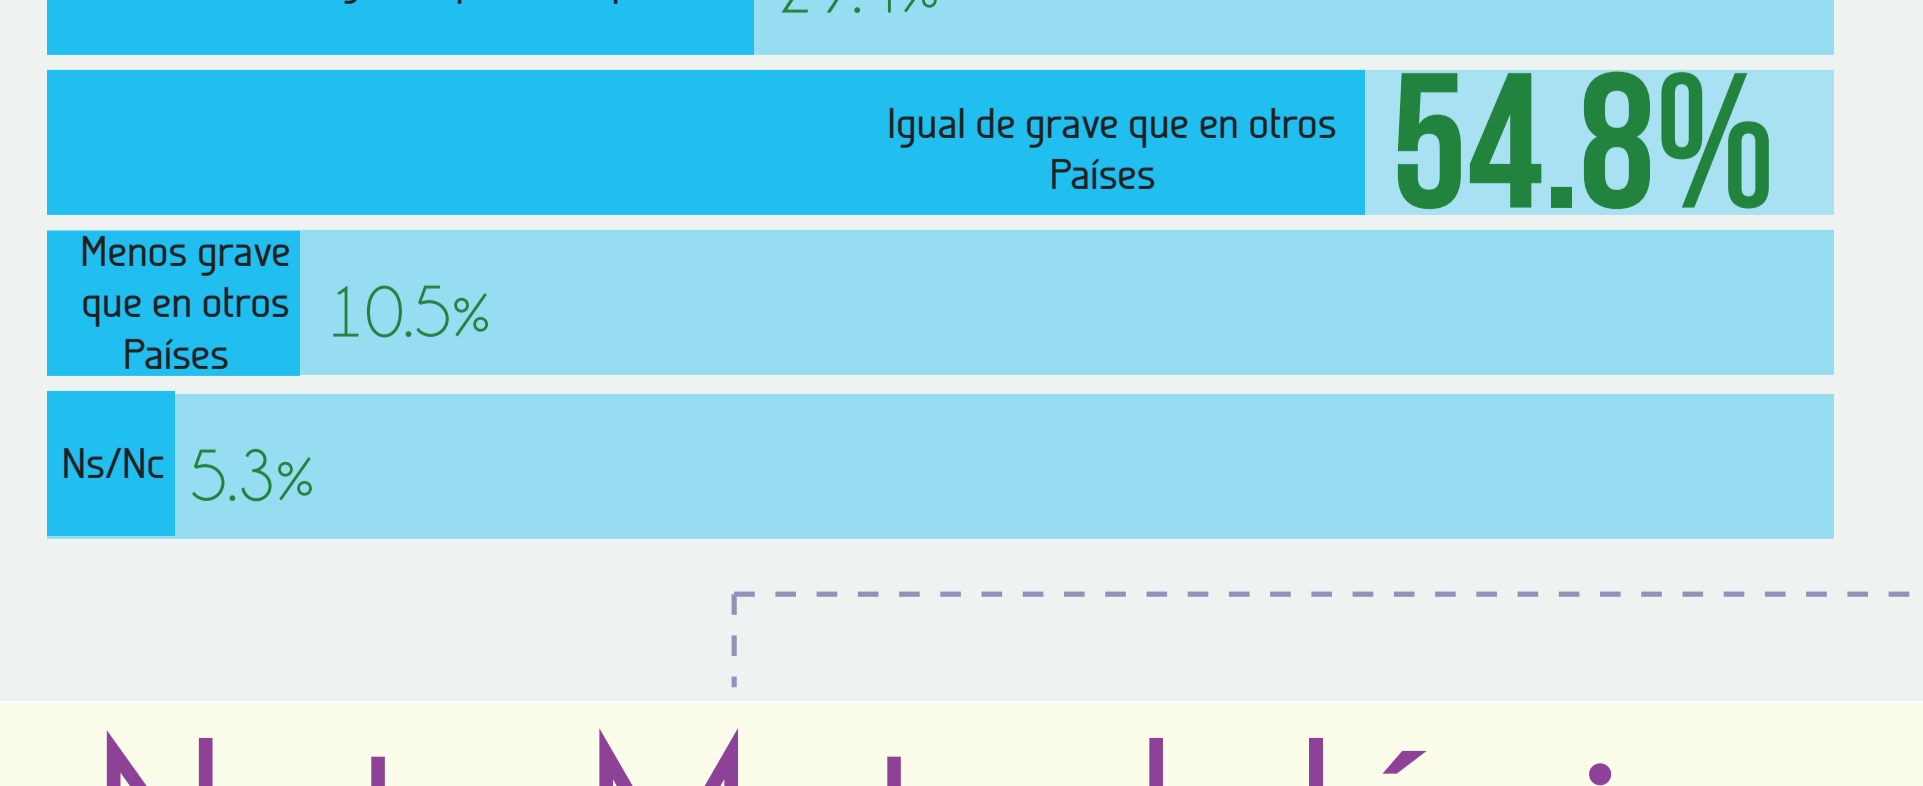 Igual de grave que en otros
Países
54.8%
Menos grave
que en otros
Países
10.5%
Ns/Nc
5.3%